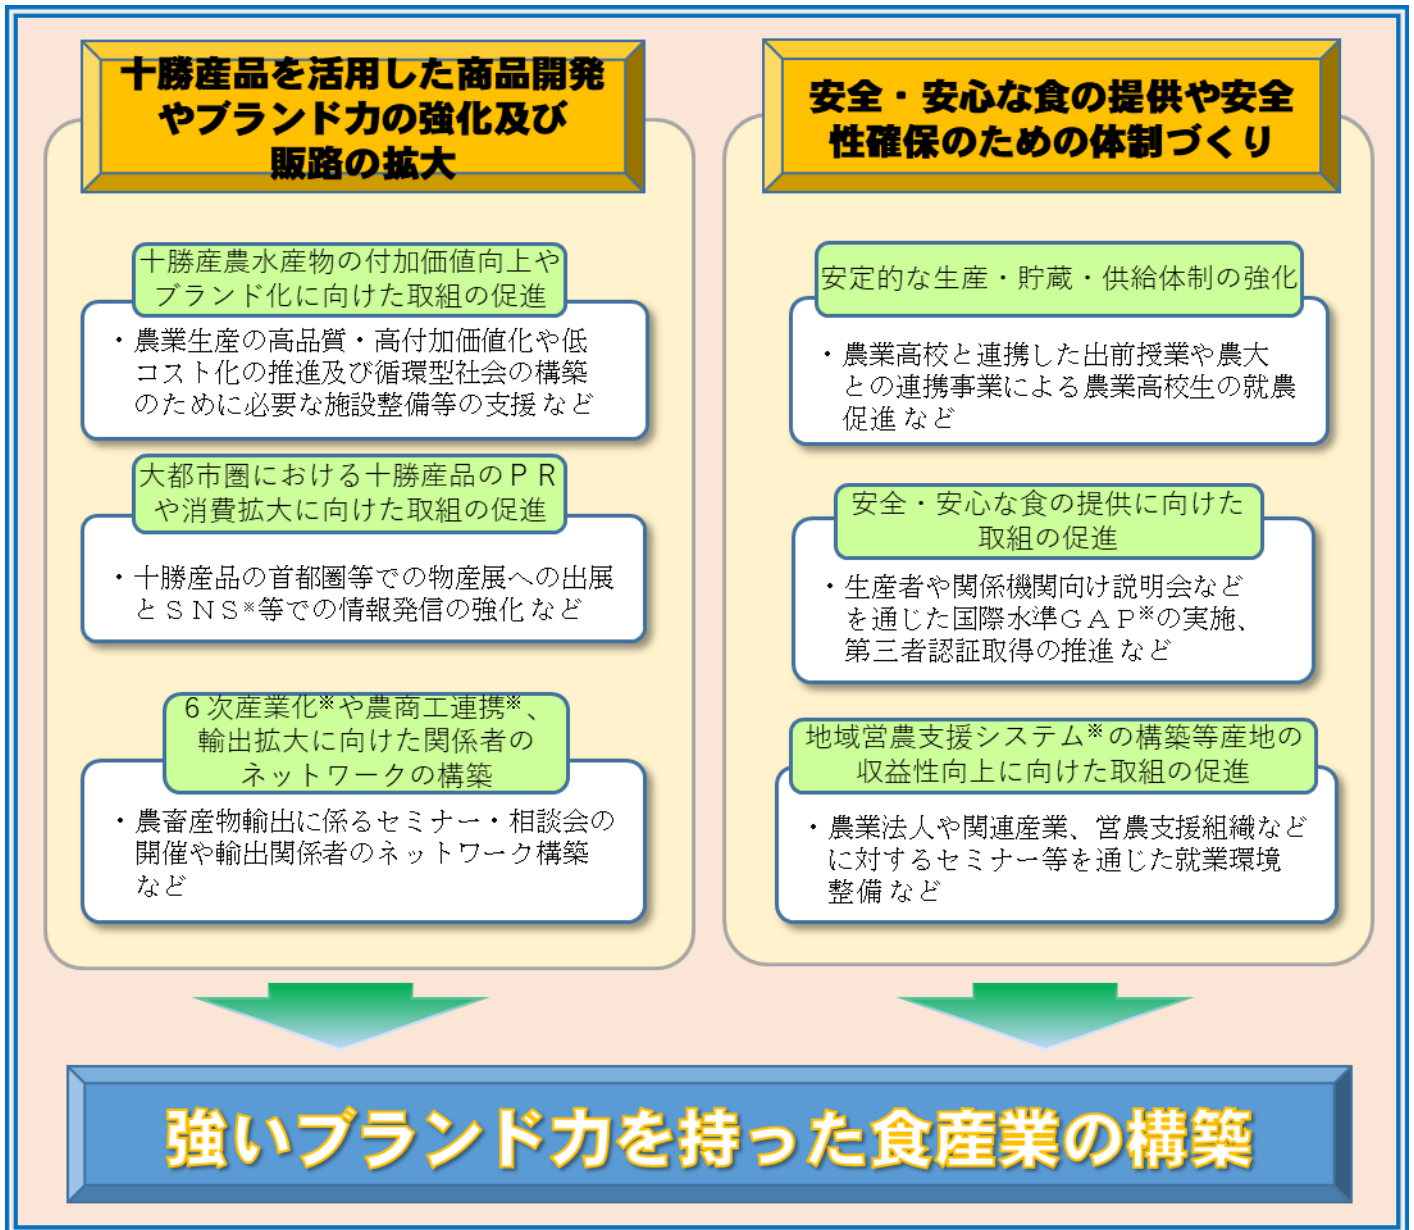 十勝産品を活用した商品開発
やブランド力の強化及び
販路の拡大
十勝産農水産物の付加価値向上や
ブランド化に向けた取組の促進
・農業生産の高品質・高付加価値化や低
コスト化の推進及び循環型社会の構築
のために必要な施設整備等の支援など
大都市圏における十勝産品のＰＲ
や消費拡大に向けた取組の促進
・十勝産品の首都圏等での物産展への出展
とＳＮＳ※等での情報発信の強化など
６次産業化※や農商工連携※、
輸出拡大に向けた関係者の
ネットワークの構築
・農畜産物輸出に係るセミナー・相談会の
開催や輸出関係者のネットワーク構築
など
安全・安心な食の提供や安全
性確保のための体制づくり
安定的な生産・貯蔵・供給体制の強化
・農業高校と連携した出前授業や農大
との連携事業による農業高校生の就農
促進など
安全・安心な食の提供に向けた
取組の促進
・生産者や関係機関向け説明会など
を通じた国際水準ＧＡＰ※の実施、
第三者認証取得の推進など
地域営農支援システム※の構築等産地の
収益性向上に向けた取組の促進
・農業法人や関連産業、営農支援組織など
に対するセミナー等を通じた就業環境
整備など
強いブランド力を持った食産業の構築